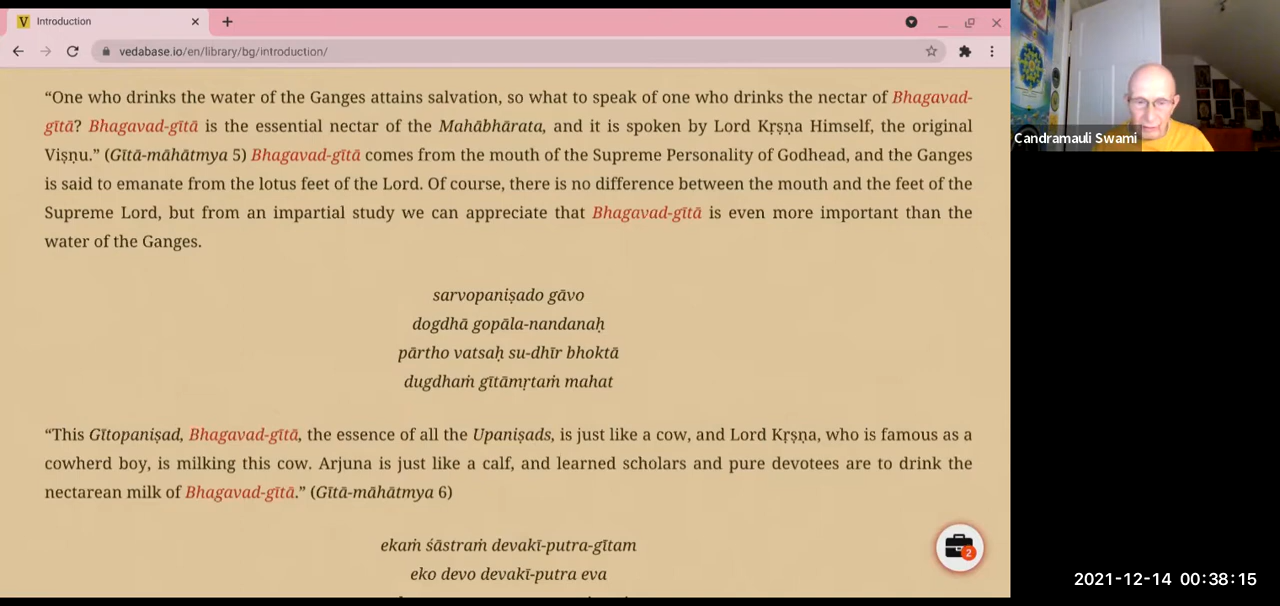 V Introduction
vedabase.io/en/library/bg/introduction/
“One who drinks the water of the Ganges attains salvation, so what to speak of one who drinks the nectar of Bhagavad-
gītā? Bhagavad-gītā is the essential nectar of the Mahābhārata, and it is spoken by Lord Kṛṣṇa Himself, the original
Viṣṇu.” (Gītā-māhātmya 5) Bhagavad-gītā comes from the mouth of the Supreme Personality of Godhead, and the Ganges
is said to emanate from the lotus feet of the Lord. Of course, there is no difference between the mouth and the feet of the
Supreme Lord, but from an impartial study we can appreciate that Bhagavad-gītā is even more important than the
water of the Ganges.
sarvopaniṣado gāvo
dogdhā gopāla-nandanaḥ
pārtho vatsaḥ su-dhīr bhoktā
dugdhaṁ gītāmṛtaṁ mahat
“This Gītopaniṣad, Bhagavad-gītā, the essence of all the Upaniṣads, is just like a cow, and Lord Kṛṣṇa, who is famous as a
cowherd boy, is milking this cow. Arjuna is just like a calf, and learned scholars and pure devotees are to drink the
nectarean milk of Bhagavad-gītā.” (Gītā-māhātmya 6)
ekaṁ śāstraṁ devakī-putra-gītam
eko devo devakī-putra eva
2
Candramauli Swami
2021-12-14 00:38:15